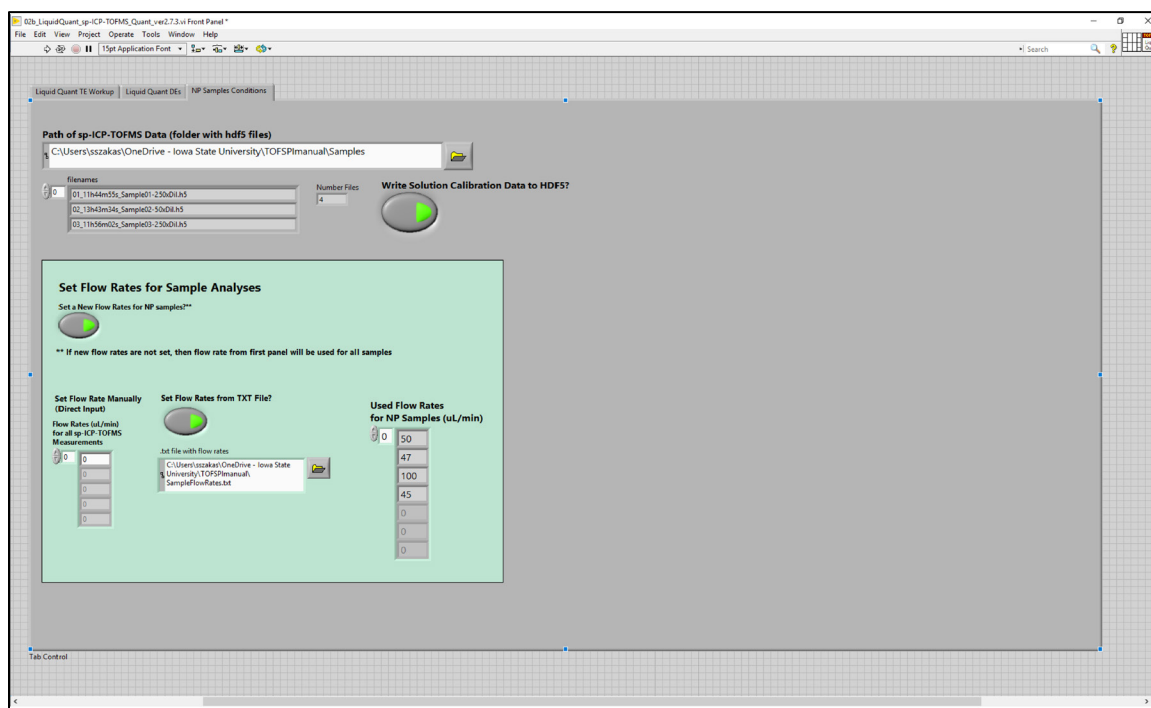 02b_LiquidQuant_sp-ICP-TOFMS_Quant_ver2.7.3.vi Front Panel *
File Edit View Project Operate Tools Window Help
15pt Application Font
Search
Liquid Quant TE Workup Liquid Quant DEs NP Samples Conditions
Path of sp-ICP-TOFMS Data (folder with hdf5 files)
C:\Users\sszakas\OneDrive - Iowa State University\TOFSPImanual\Samples
filenames
0
01_11h44m55s_Sample01-250xDil.h5
02_13h43m34s_Sample02-50xDil.h5
03_11h56m02s_Sample03-250xDil.h5
Number Files
4
Write Solution Calibration Data to HDF5?
Set Flow Rates for Sample Analyses
Set a New Flow Rates for NP samples?**
** If new flow rates are not set, then flow rate from first panel will be used for all samples
Set Flow Rate Manually
(Direct Input)
Flow Rates (uL/min)
for all sp-ICP-TOFMS
Measurements
0 0
0
0
0
0
Set Flow Rates from TXT File?
.txt file with flow rates
C:\Users\sszakas\OneDrive - Iowa State
University\TOFSPImanual\
SampleFlowRates.txt
Used Flow Rates
for NP Samples (uL/min)
0 50
47
100
45
0
0
0
Tab Control